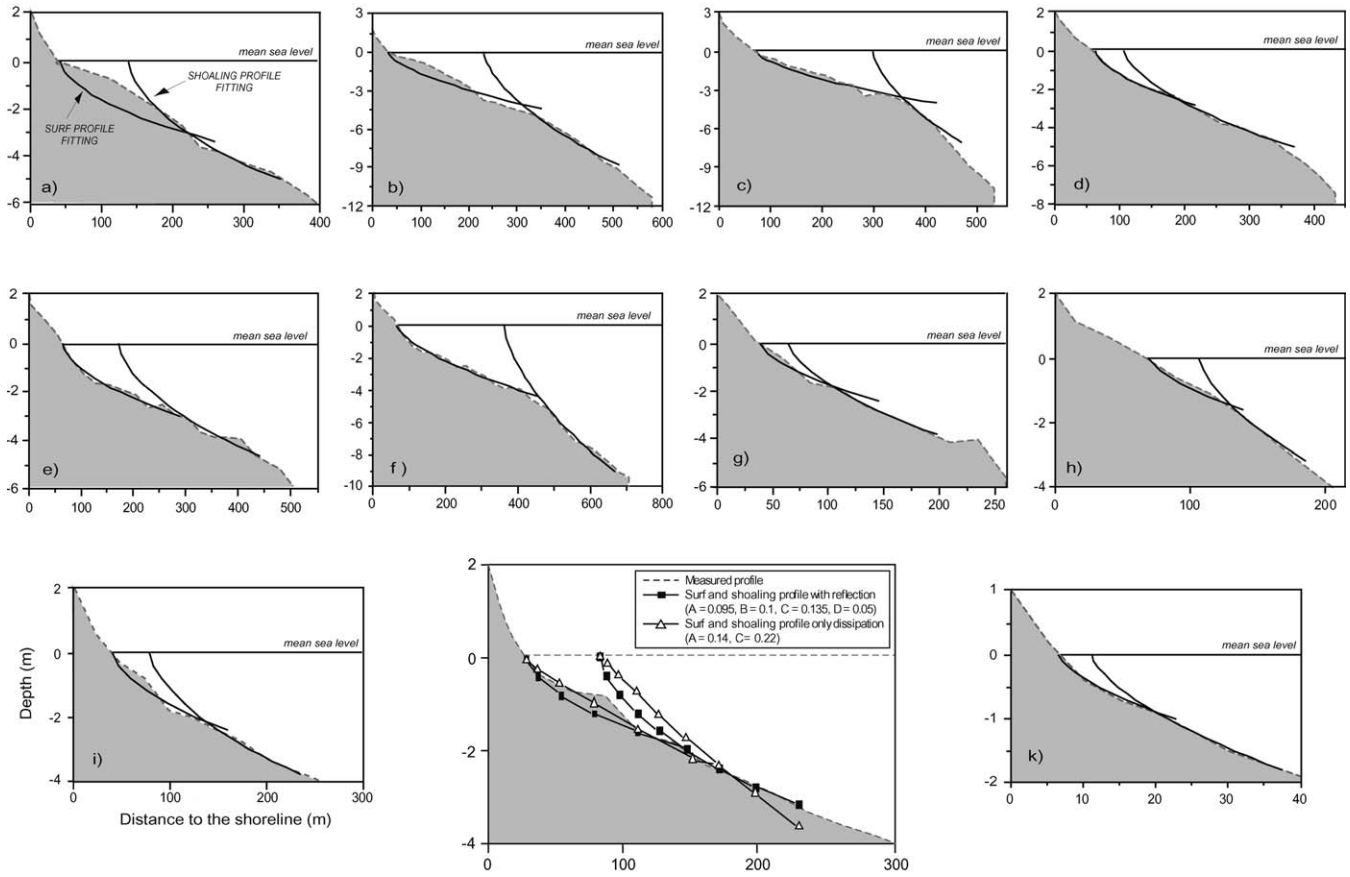 2
0
-2
-4
-6
mean sea level
SHOALING PROFILE
FITTING
SURF PROFILE
FITTING
a)
0 100 200 300 400
3
0
-3
-6
-9
-12
mean sea level
b)
0 100 200 300 400 500 600
3
0
-3
-6
-9
-12
mean sea level
c)
0 100 200 300 400 500
2
0
-2
-4
-6
-8
mean sea level
d)
0 100 200 300 400
2
0
-2
-4
-6
mean sea level
e)
0 100 200 300 400 500
2
0
-2
-4
-6
-8
-10
mean sea level
f )
0 200 400 600 800
2
0
-2
-4
-6
mean sea level
g)
0 50 100 150 200 250
2
0
-2
-4
mean sea level
h)
0 100 200
2
0
-2
-4
mean sea level
i)
0 100 200 300
Distance to the shoreline (m)
Depth (m)
2
0
-2
-4
Measured profile
Surf and shoaling profile with reflection
(A = 0.095, B = 0.1, C = 0.135, D = 0.05)
Surf and shoaling profile only dissipation
(A = 0.14, C= 0.22)
0 100 200 300
1
0
-1
-2
mean sea level
k)
0 10 20 30 40